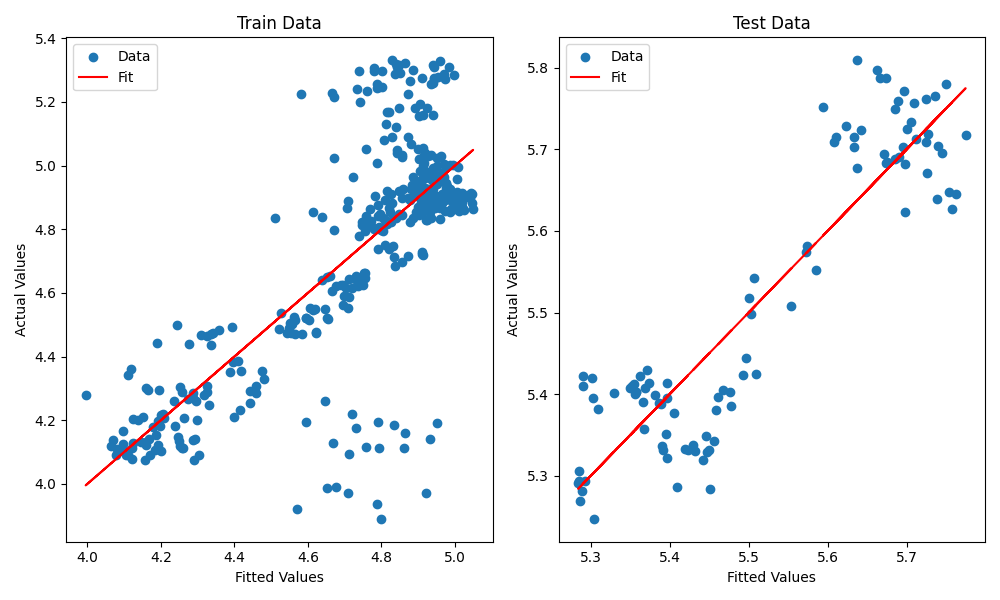 Train Data
Data
Fit
5.4
5.2
5.0
4.8
4.6
4.4
4.2
4.0
Actual Values
4.0 4.2 4.4 4.6 4.8 5.0
Fitted Values
Test Data
Data
Fit
5.8
5.7
5.6
5.5
5.4
5.3
Actual Values
5.3 5.4 5.5 5.6 5.7
Fitted Values